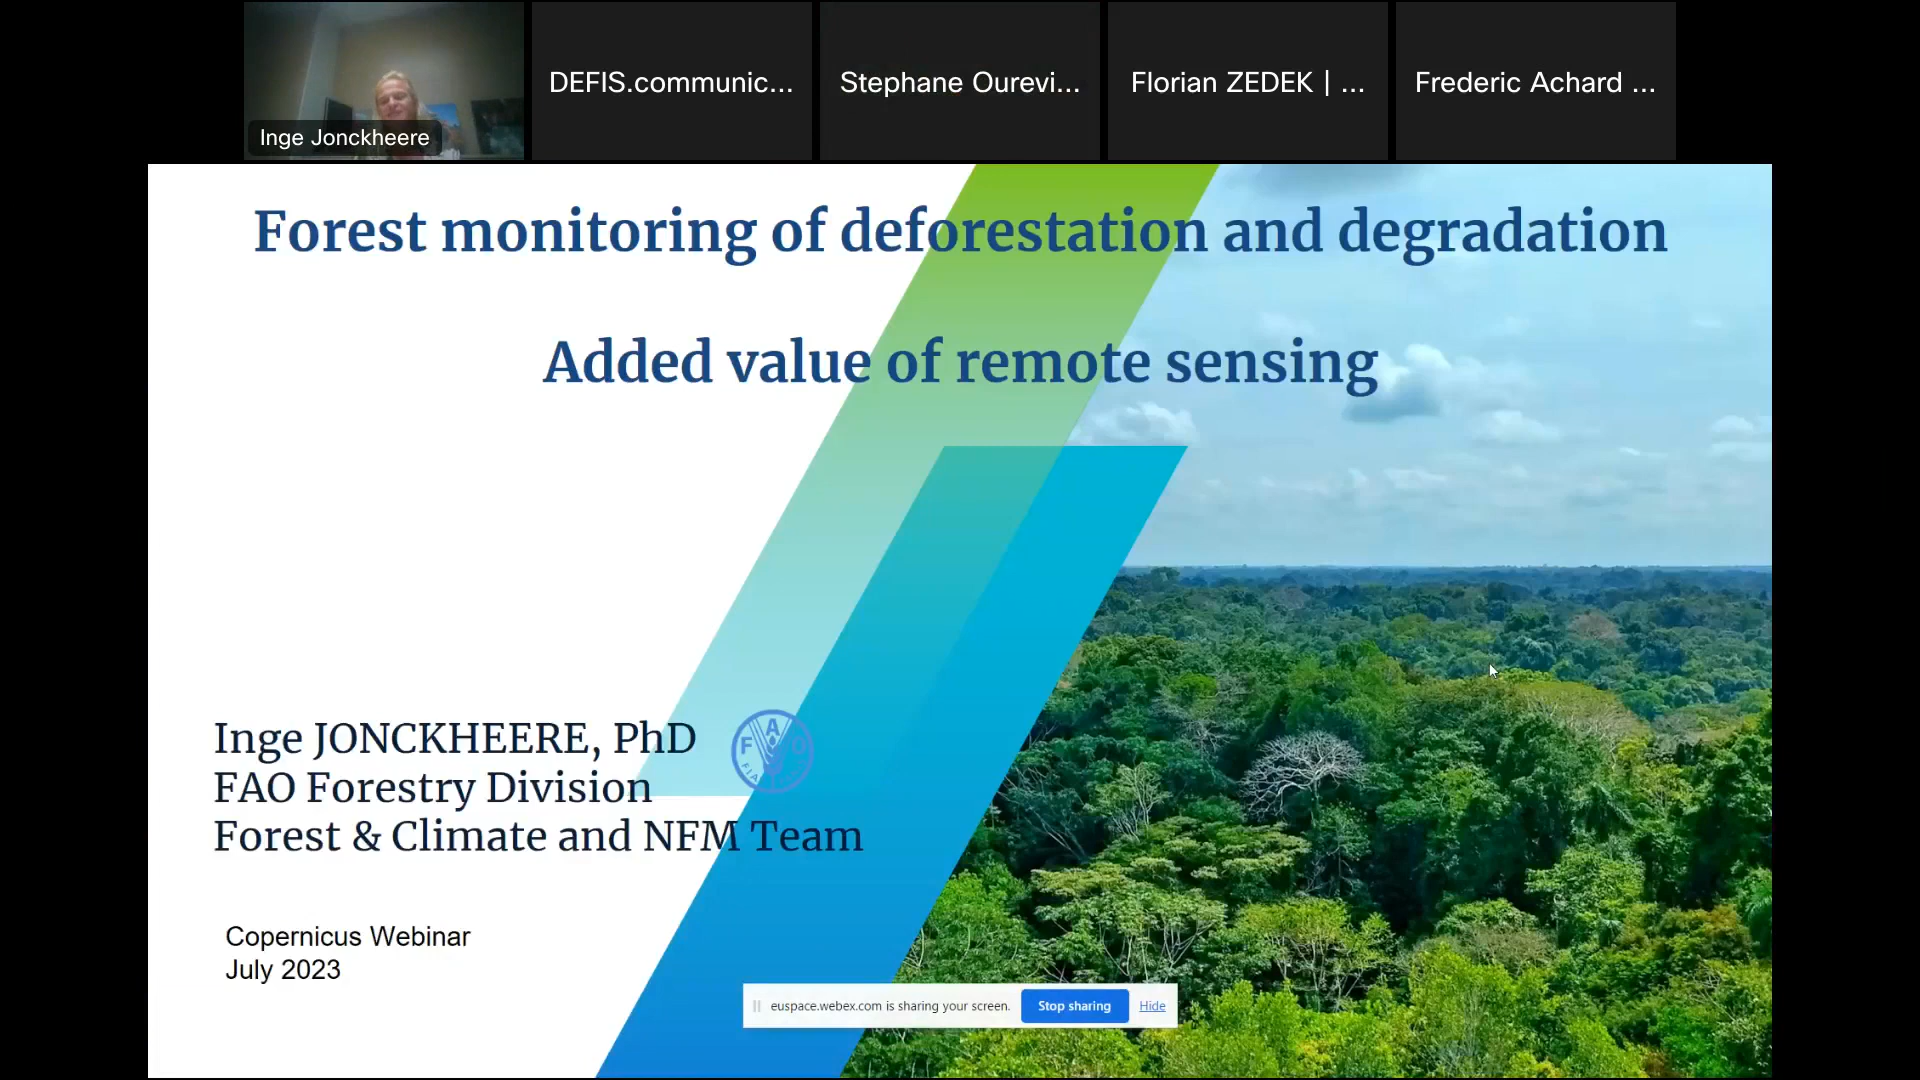 Inge Jonckheere
DEFIS.communic...
Stephane Ourevi...
Florian ZEDEK | ...
Frederic Achard ...
Forest monitoring of deforestation and degradation
Added value of remote sensing
Inge JONCKHEERE, PhD
FAO Forestry Division
Forest & Climate and NFM Team
F A O
Copernicus Webinar
July 2023
euspace.webex.com is sharing your screen.
Stop sharing
Hide